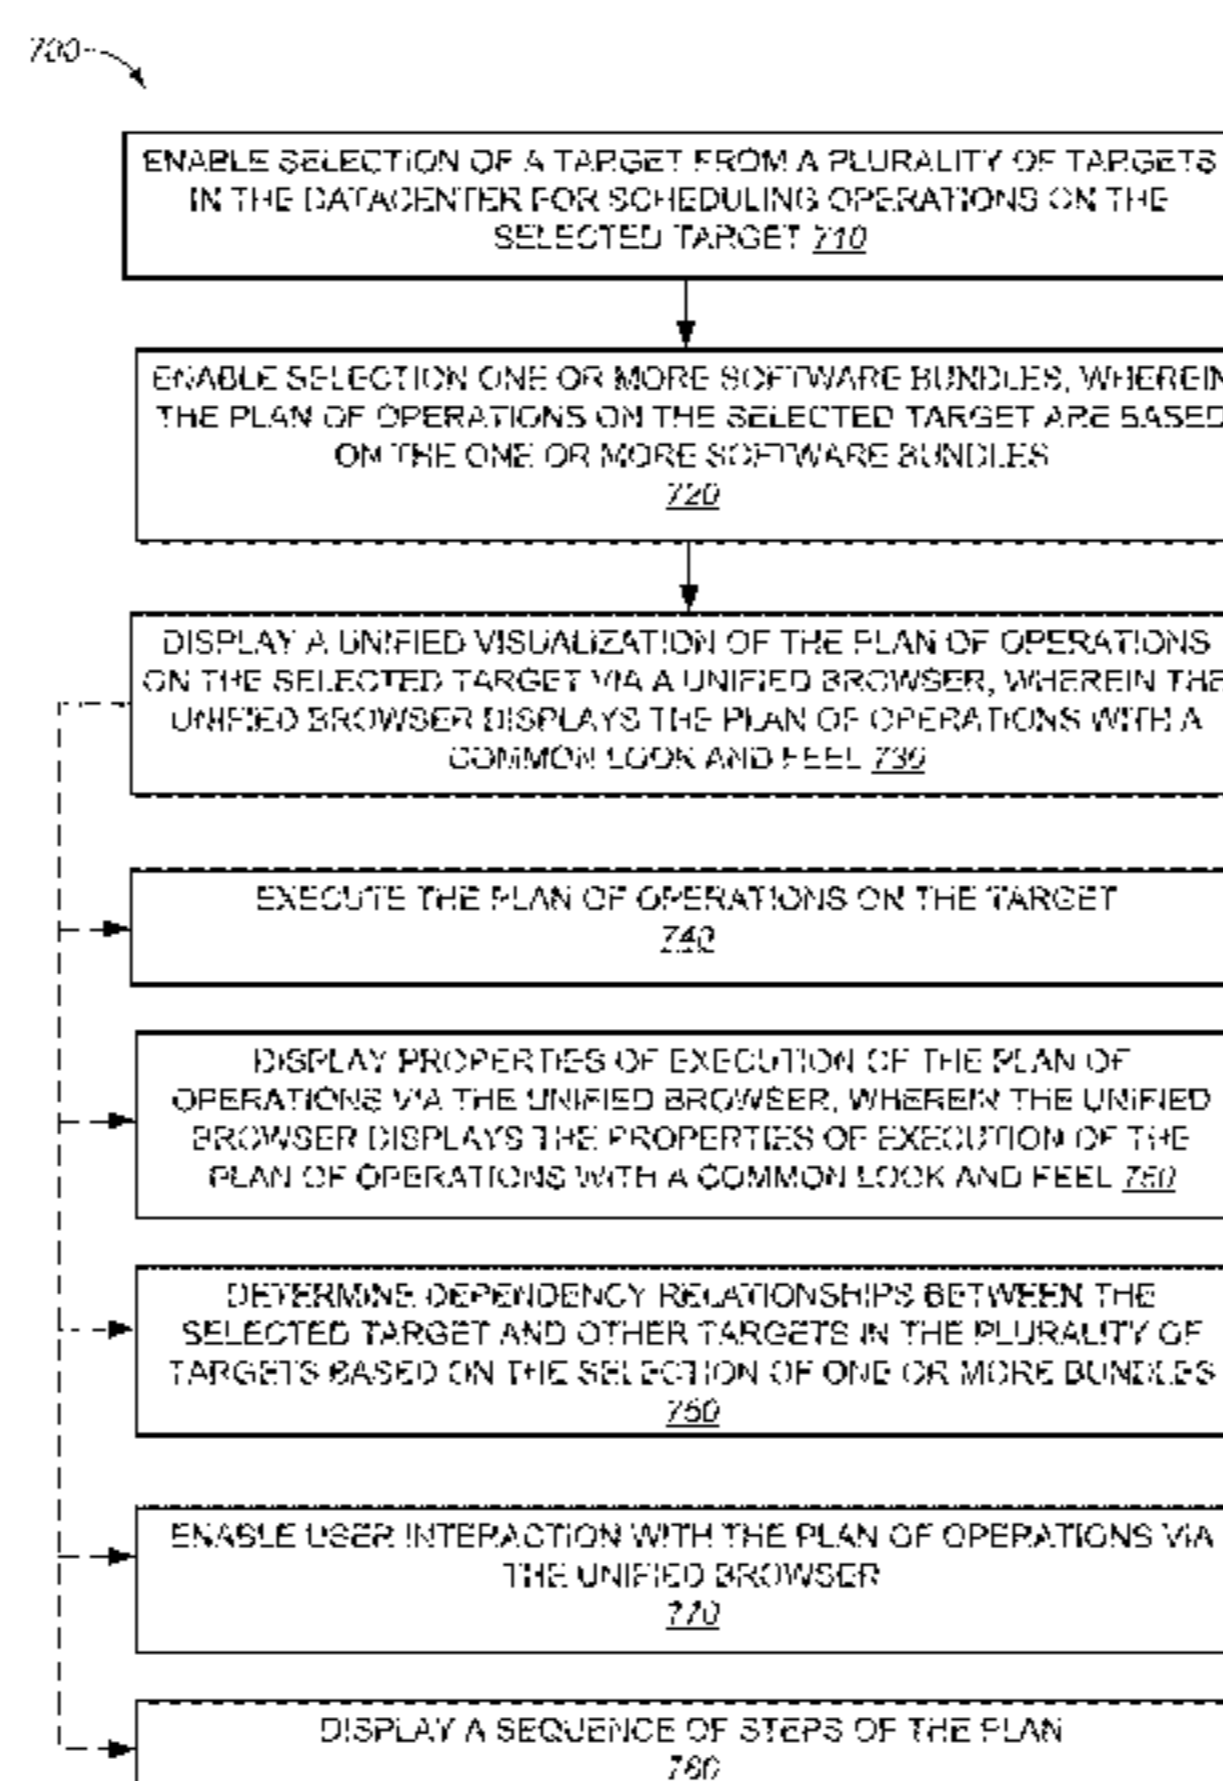 700
ENABLE SELECTION OF A TARGET FROM A PLURALITY OF TARGETS
IN THE DATACENTER FOR SCHEDULING OPERATIONS ON THE
SELECTED TARGET 710
ENABLE SELECTION ONE OR MORE SOFTWARE BUNDLES, WHEREIN
THE PLAN OF OPERATIONS ON THE SELECTED TARGET ARE BASED
ON THE ONE OR MORE SOFTWARE BUNDLES
720
DISPLAY A UNIFIED VISUALIZATION OF THE PLAN OF OPERATIONS
ON THE SELECTED TARGET VIA A UNIFIED BROWSER, WHEREIN THE
UNIFIED BROWSER DISPLAYS THE PLAN OF OPERATIONS WITH A
COMMON LOOK AND FEEL 730
EXECUTE THE PLAN OF OPERATIONS ON THE TARGET
740
DISPLAY PROPERTIES OF EXECUTION OF THE PLAN OF
OPERATIONS VIA THE UNIFIED BROWSER, WHEREIN THE UNIFIED
BROWSER DISPLAYS THE PROPERTIES OF EXECUTION OF THE
PLAN OF OPERATIONS WITH A COMMON LOOK AND FEEL 750
DETERMINE DEPENDENCY RELATIONSHIPS BETWEEN THE
SELECTED TARGET AND OTHER TARGETS IN THE PLURALITY OF
TARGETS BASED ON THE SELECTION OF ONE OR MORE BUNDLES
760
ENABLE USER INTERACTION WITH THE PLAN OF OPERATIONS VIA
THE UNIFIED BROWSER
770
DISPLAY A SEQUENCE OF STEPS OF THE PLAN
780